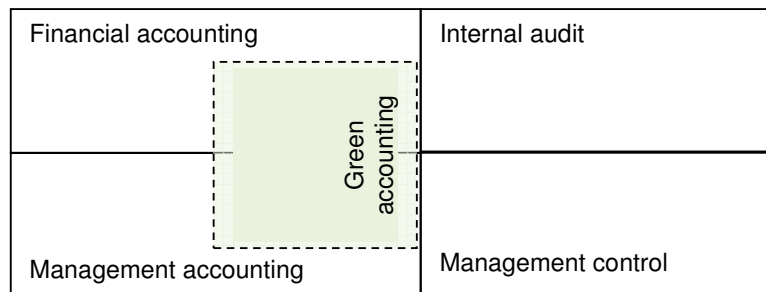 Financial accounting
Internal audit
Green
accounting
Management accounting
Management control